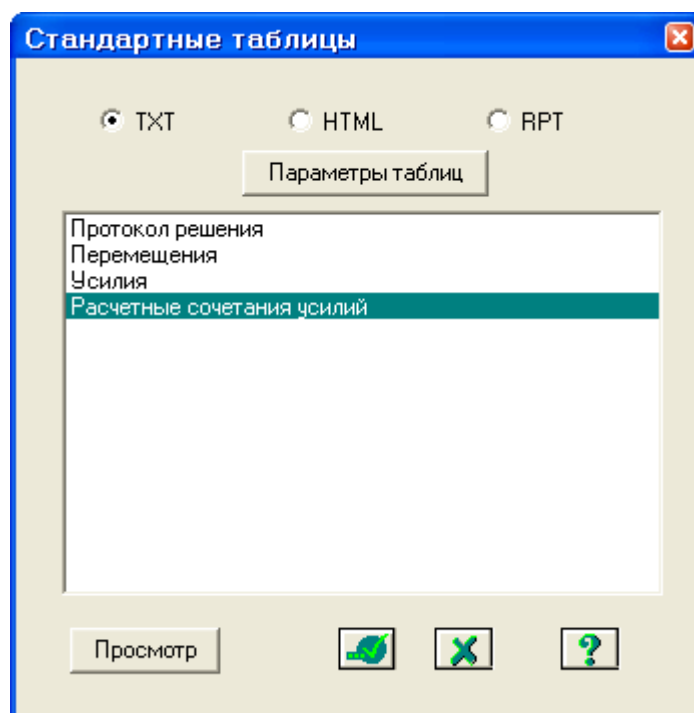 Стандартные таблицы
TXT HTML RPT
Параметры таблиц
Протокол решения
Перемещения
Усилия
Расчетные сочетания усилий
Просмотр ?